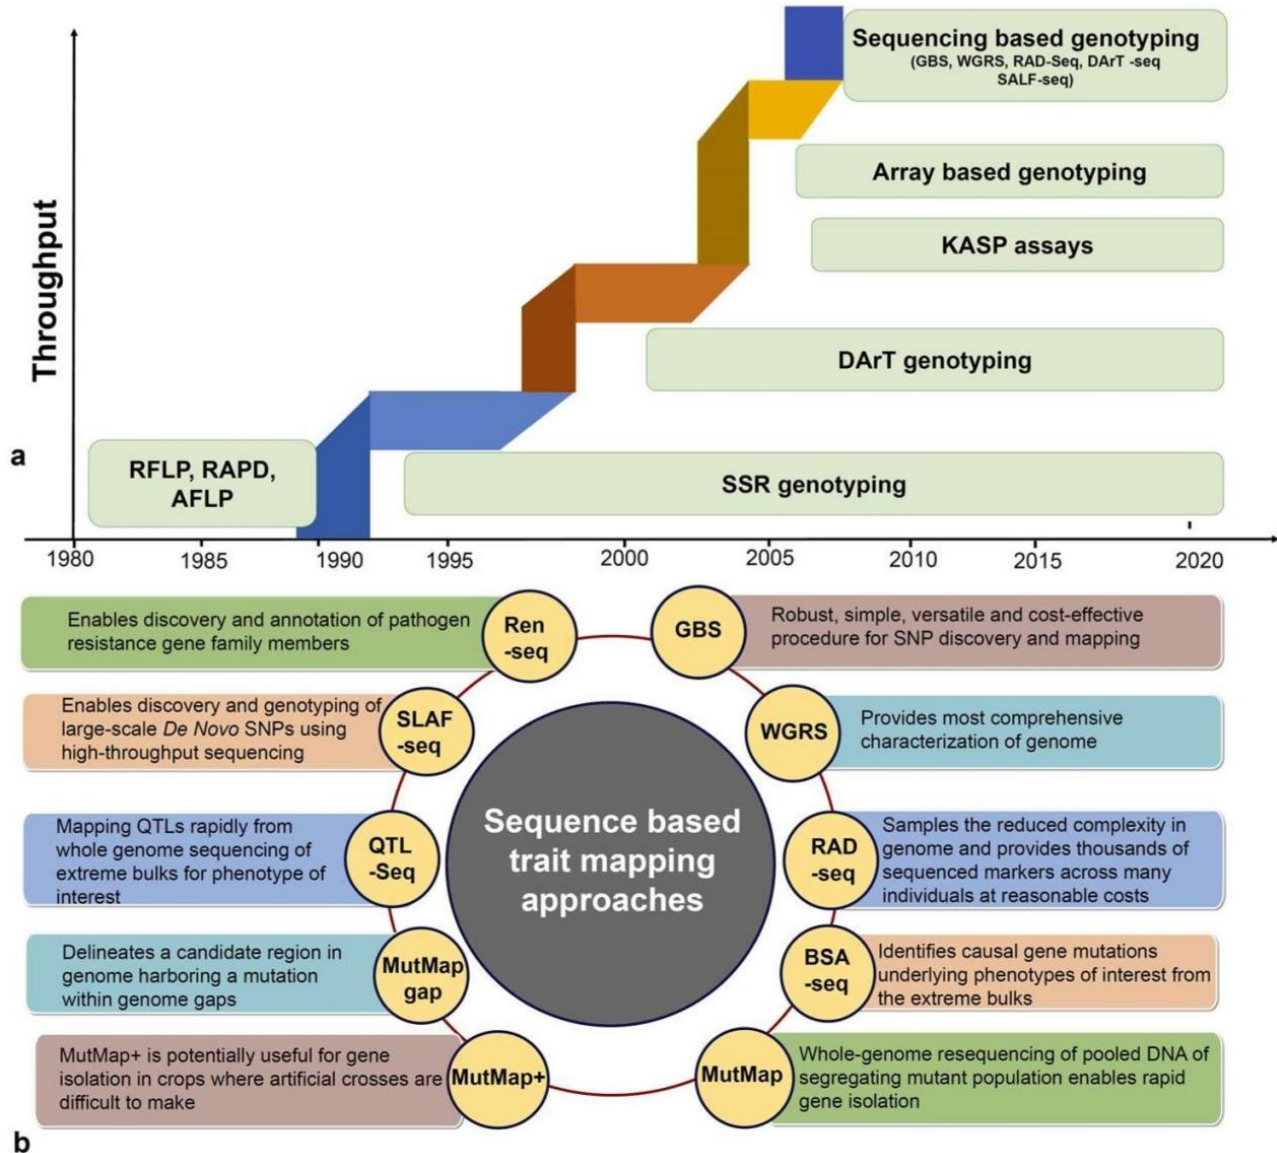 Throughput
Sequencing based genotyping
(GBS, WGRS, RAD-Seq, DArT -seq
SALF-seq)
Array based genotyping
KASP assays
DArT genotyping
RFLP, RAPD,
AFLP
SSR genotyping
a
1980 1985 1990 1995 2000 2005 2010 2015 2020
Enables discovery and annotation of pathogen
resistance gene family members
Ren
-seq
GBS
Robust, simple, versatile and cost-effective
procedure for SNP discovery and mapping
Enables discovery and genotyping of
large-scale De Novo SNPs using
high-throughput sequencing
SLAF
-seq
WGRS
Provides most comprehensive
characterization of genome
Sequence based
trait mapping
approaches
Mapping QTLs rapidly from
whole genome sequencing of
extreme bulks for phenotype of
interest
QTL
-Seq
RAD
-seq
Samples the reduced complexity in
genome and provides thousands of
sequenced markers across many
individuals at reasonable costs
Delineates a candidate region in
genome harboring a mutation
within genome gaps
MutMap
gap
BSA
-seq
Identifies causal gene mutations
underlying phenotypes of interest from
the extreme bulks
MutMap+ is potentially useful for gene
isolation in crops where artificial crosses are
difficult to make
MutMap+
MutMap
Whole-genome resequencing of pooled DNA of
segregating mutant population enables rapid
gene isolation
b